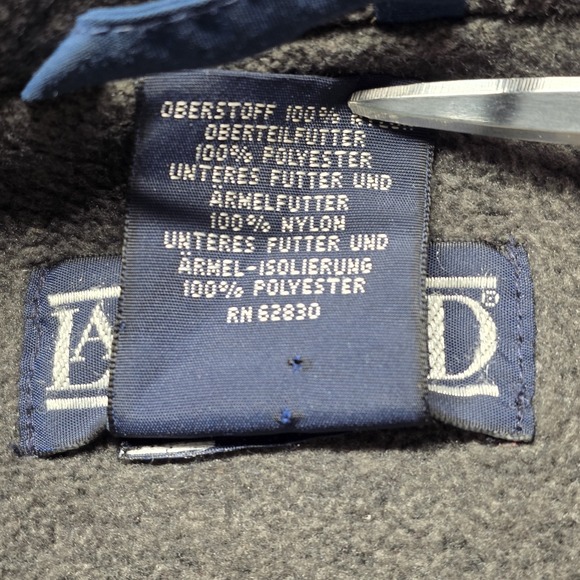 OBERSTOFF 100%
OBERTEILFUTTER
100% POLYESTER
UNTERES FUTTER UND
ÄRMELFUTTER
100% NYLON
UNTERES FUTTER UND
ÄRMEL-ISOLIERUNG
100% POLYESTER
RN 62830